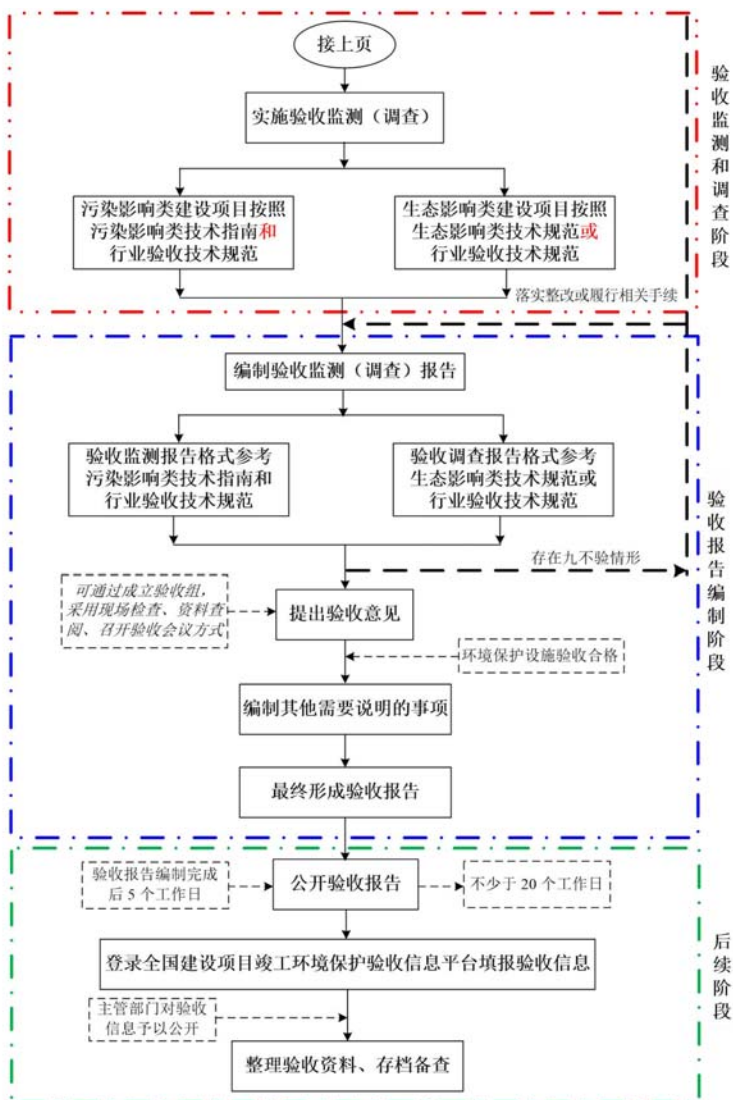 接上页
实施验收监测（调查）
污染影响类建设项目按照
污染影响类技术指南和
行业验收技术规范
生态影响类建设项目按照
生态影响类技术规范或
行业验收技术规范
落实整改或履行相关手续
验收监测和调查阶段
编制验收监测（调查）报告
验收监测报告格式参考
污染影响类技术指南和
行业验收技术规范
验收调查报告格式参考
生态影响类技术规范或
行业验收技术规范
存在九不验情形
可通过成立验收组，
采用现场检查、资料查
阅、召开验收会议方式
提出验收意见
环境保护设施验收合格
编制其他需要说明的事项
最终形成验收报告
验收报告编制阶段
验收报告编制完成
后 5 个工作日
公开验收报告
不少于 20 个工作日
登录全国建设项目竣工环境保护验收信息平台填报验收信息
主管部门对验收
信息予以公开
整理验收资料、存档备查
后续阶段